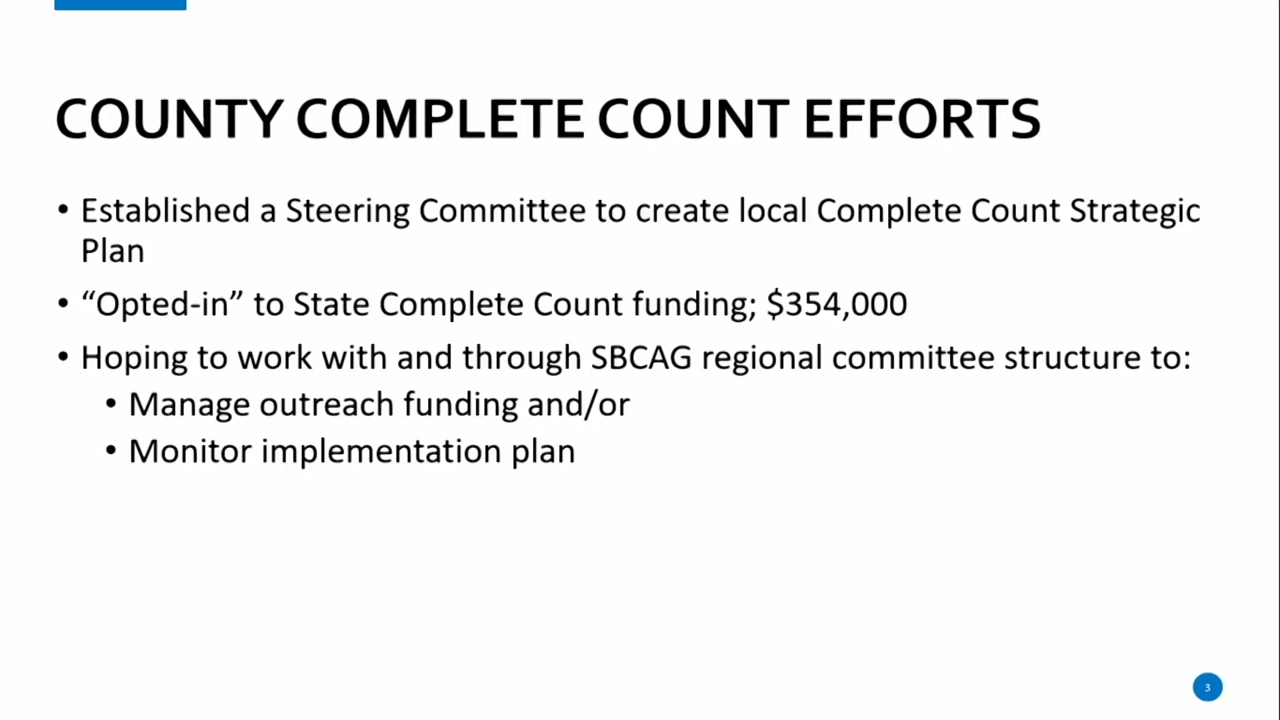 COUNTY COMPLETE COUNT EFFORTS
• Established a Steering Committee to create local Complete Count Strategic
Plan
• “Opted-in” to State Complete Count funding; $354,000
• Hoping to work with and through SBCAG regional committee structure to:
• Manage outreach funding and/or
• Monitor implementation plan
3